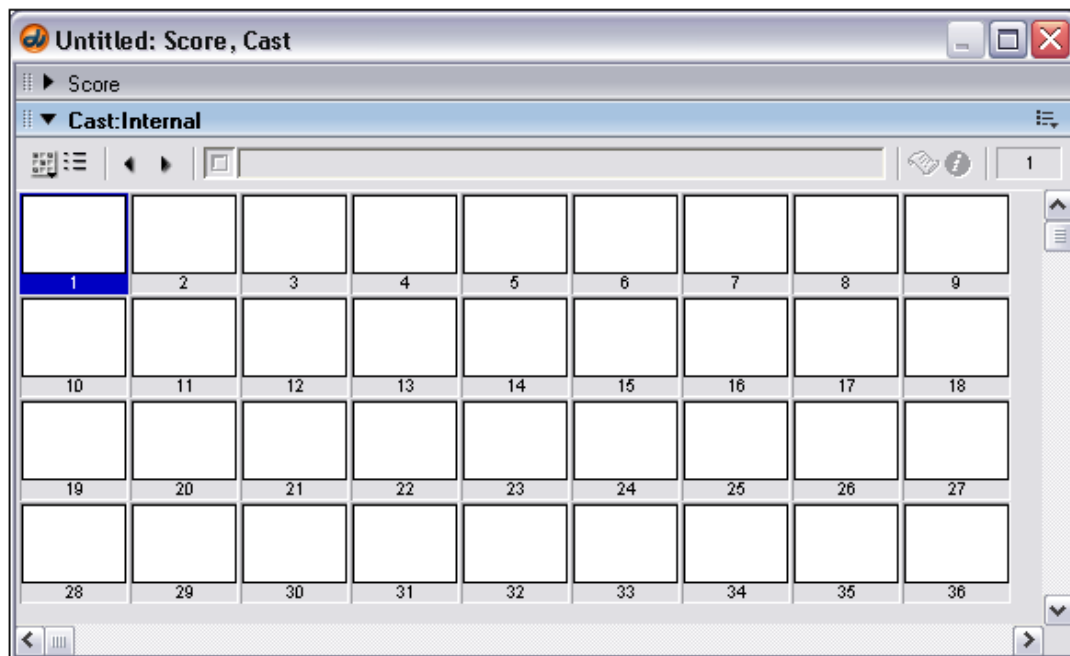 Untitled: Score, Cast
Score
Cast:Internal
1
1 2 3 4 5 6 7 8 9
10 11 12 13 14 15 16 17 18
19 20 21 22 23 24 25 26 27
28 29 30 31 32 33 34 35 36